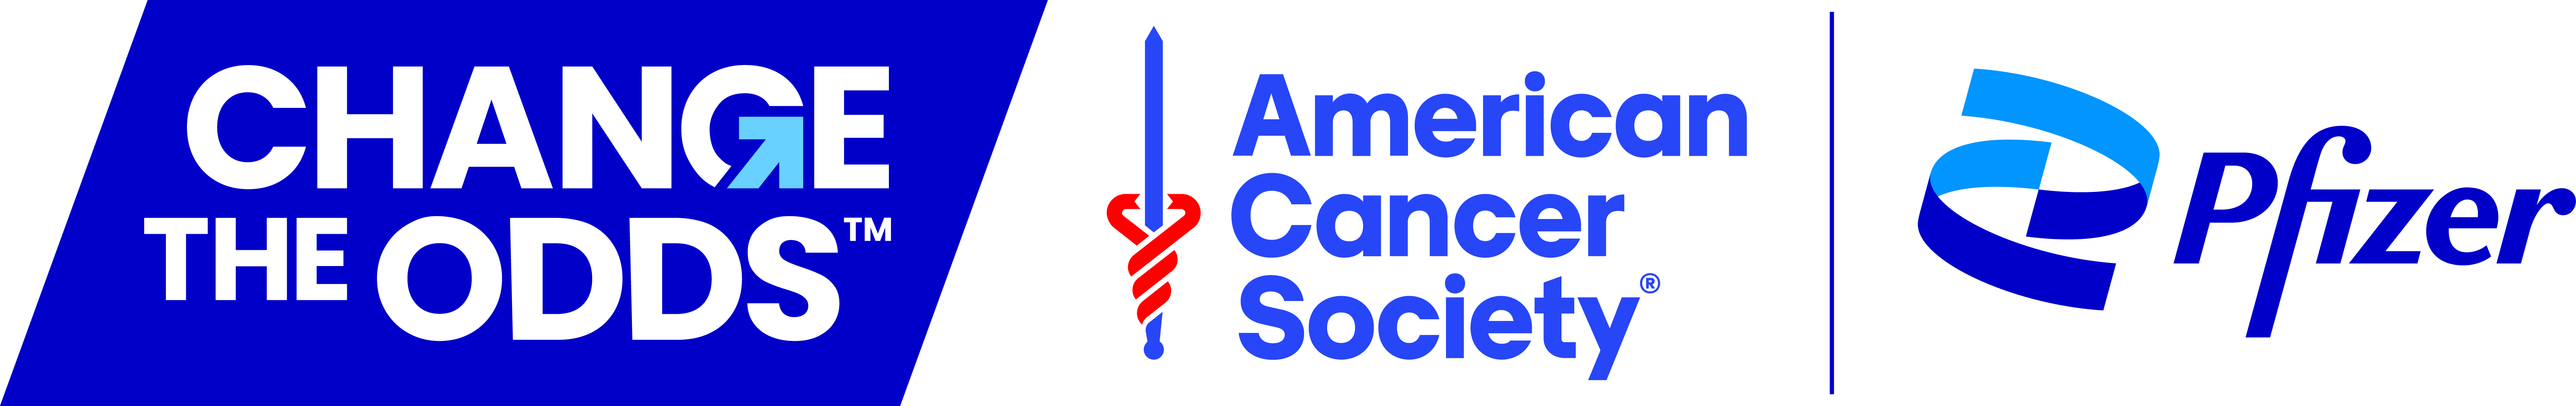 CHANGE
THE ODDS™
American
Cancer
Society®
Pfizer